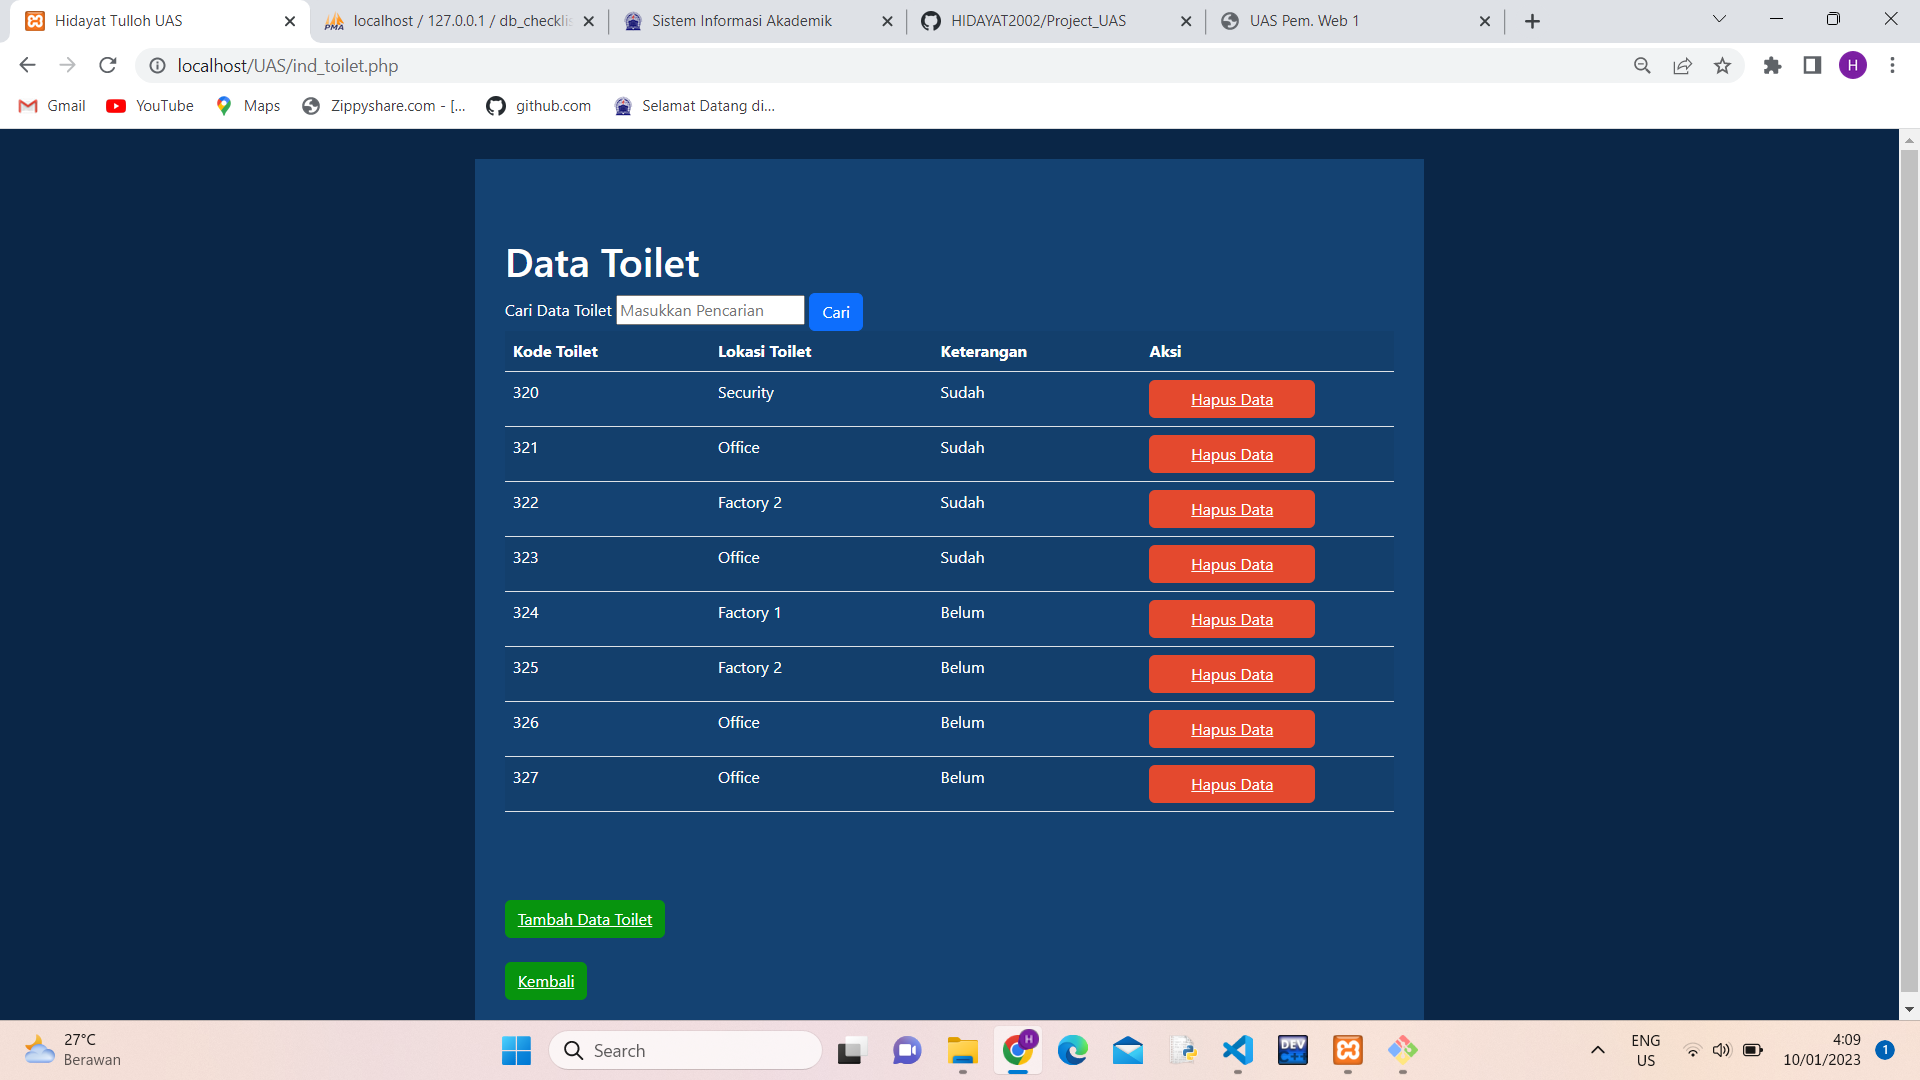 Hidayat Tulloh UAS
localhost / 127.0.0.1 / db_checklis
Sistem Informasi Akademik
HIDAYAT2002/Project_UAS
UAS Pem. Web 1
localhost/UAS/ind_toilet.php
H
Gmail
YouTube
Maps
Zippyshare.com - [...
github.com
Selamat Datang di...
Data Toilet
Cari Data Toilet Masukkan Pencarian Cari
Kode Toilet Lokasi Toilet Keterangan Aksi
320 Security Sudah Hapus Data
321 Office Sudah Hapus Data
322 Factory 2 Sudah Hapus Data
323 Office Sudah Hapus Data
324 Factory 1 Belum Hapus Data
325 Factory 2 Belum Hapus Data
326 Office Belum Hapus Data
327 Office Belum Hapus Data
Tambah Data Toilet
Kembali
27°C
Berawan
Search
H
DEV
ENG
US
4:09
10/01/2023
1